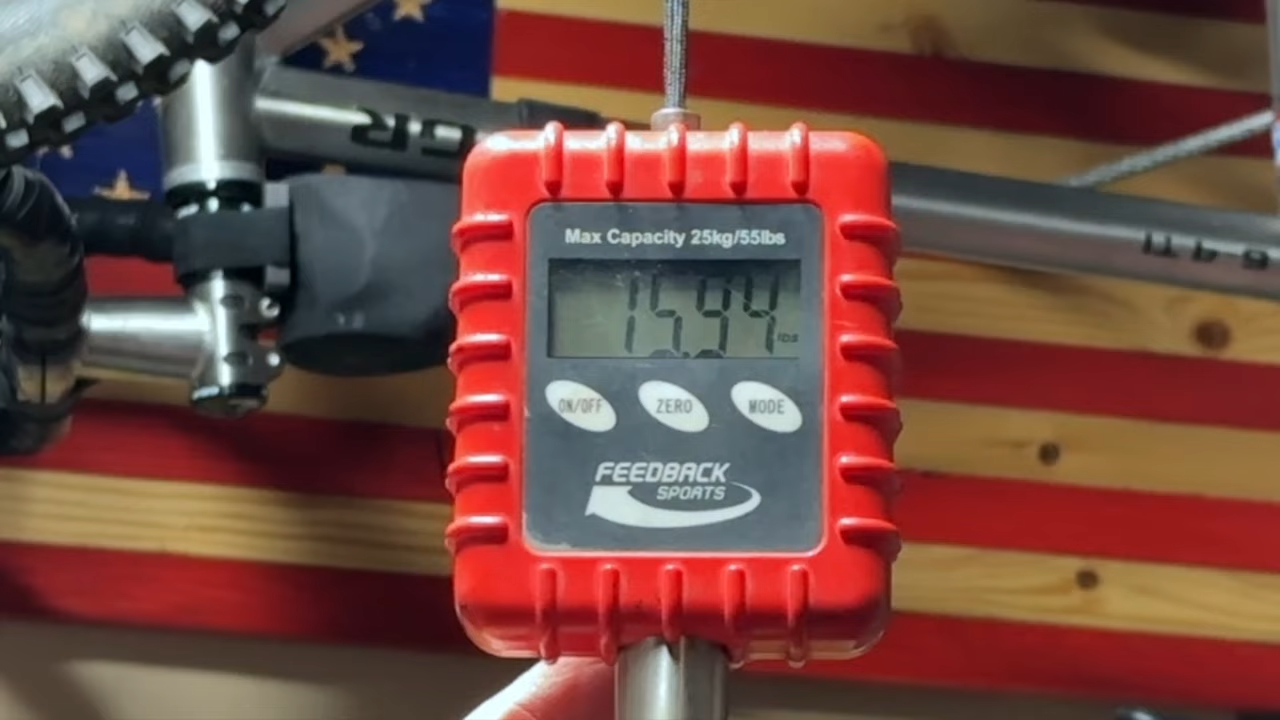 Max Capacity 25kg/55lbs
15.94 lbs
ON/OFF ZERO MODE
FEEDBACK
SPORTS